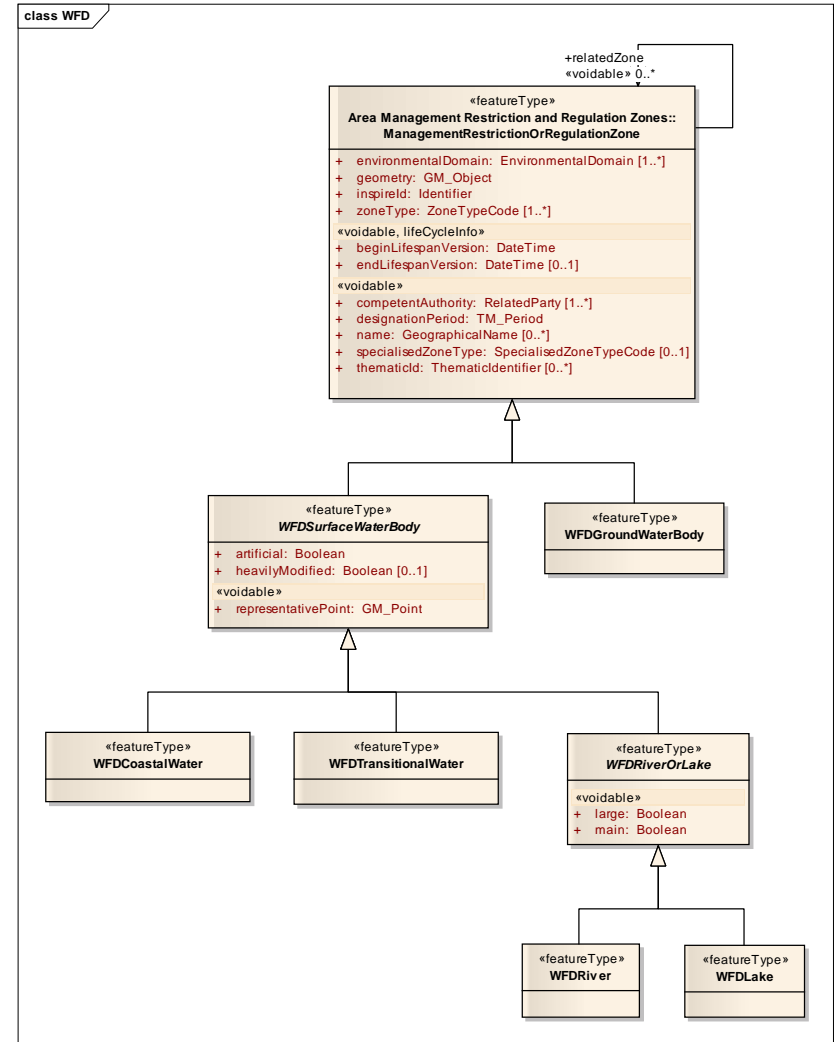 class WFD
+relatedZone
«voidable» 0..*
«featureType»
Area Management Restriction and Regulation Zones::
ManagementRestrictionOrRegulationZone
+ environmentalDomain: EnvironmentalDomain [1..*]
+ geometry: GM_Object
+ inspireId: Identifier
+ zoneType: ZoneTypeCode [1..*]
«voidable, lifeCycleInfo»
+ beginLifespanVersion: DateTime
+ endLifespanVersion: DateTime [0..1]
«voidable»
+ competentAuthority: RelatedParty [1..*]
+ designationPeriod: TM_Period
+ name: GeographicalName [0..*]
+ specialisedZoneType: SpecialisedZoneTypeCode [0..1]
+ thematicId: ThematicIdentifier [0..*]
«featureType»
WFDSurfaceWaterBody
+ artificial: Boolean
+ heavilyModified: Boolean [0..1]
«voidable»
+ representativePoint: GM_Point
«featureType»
WFDGroundWaterBody
«featureType»
WFDCoastalWater
«featureType»
WFDTransitionalWater
«featureType»
WFDRiverOrLake
«voidable»
+ large: Boolean
+ main: Boolean
«featureType»
WFDRiver
«featureType»
WFDLake